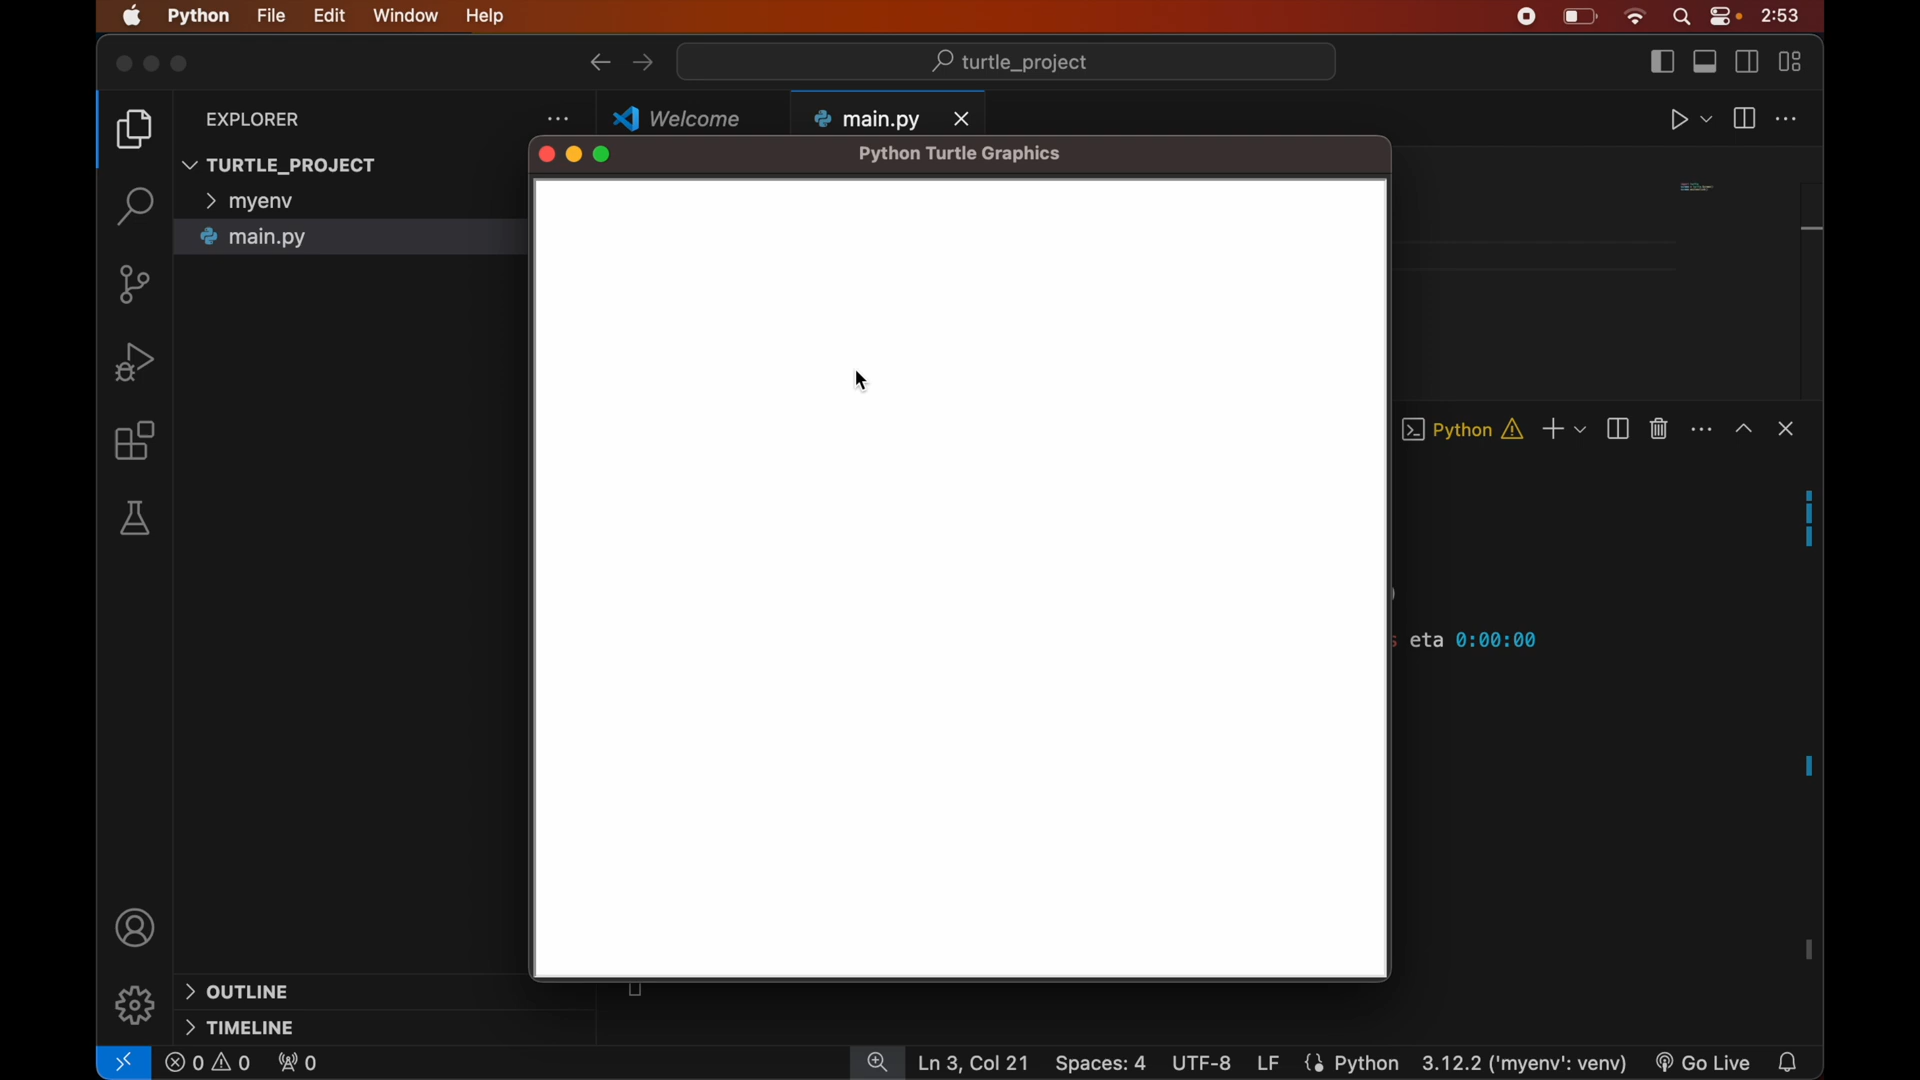 Python File Edit Window Help 2:53
turtle_project
EXPLORER
Welcome main.py
TURTLE_PROJECT
Python Turtle Graphics
myenv
main.py
Python
eta 0:00:00
OUTLINE
TIMELINE
0 0 0 Ln 3, Col 21 Spaces: 4 UTF-8 LF Python 3.12.2 ('myenv': venv) Go Live